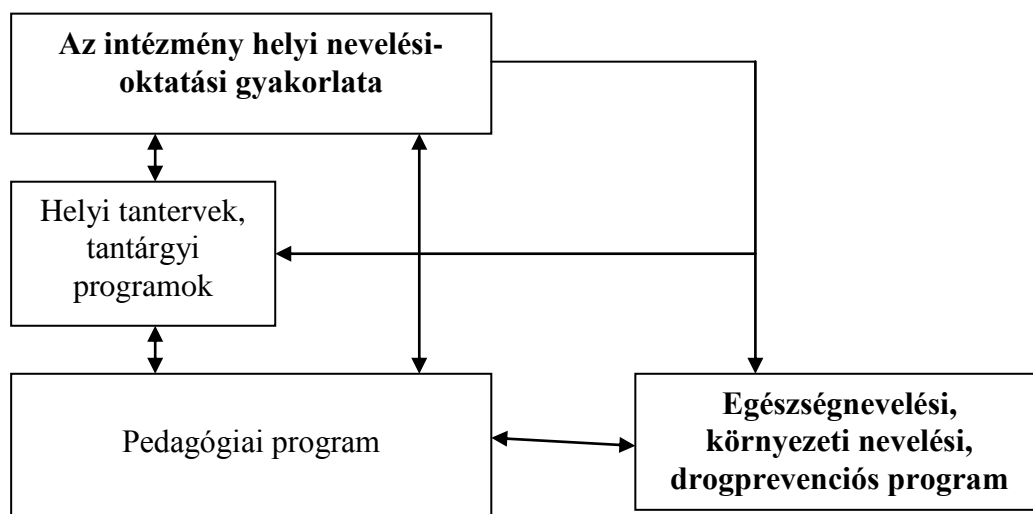 Az intézmény helyi nevelési-
oktatási gyakorlata
Helyi tantervek,
tantárgyi
programok
Pedagógiai program
Egészségnevelési,
környezeti nevelési,
drogprevenciós program